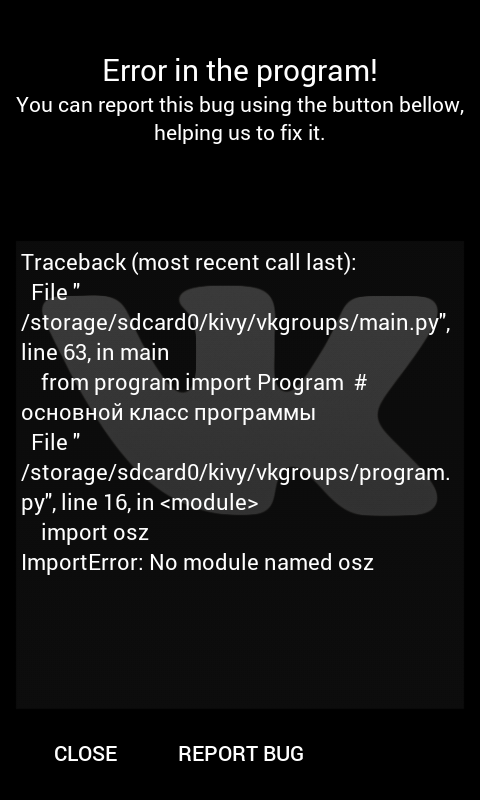 Error in the program!
You can report this bug using the button bellow,
helping us to fix it.
Traceback (most recent call last):
File "
/storage/sdcard0/kivy/vkgroups/main.py",
line 63, in main
from program import Program #
основной класс программы
File "
/storage/sdcard0/kivy/vkgroups/program.
py", line 16, in <module>
import osz
ImportError: No module named osz
CLOSE REPORT BUG